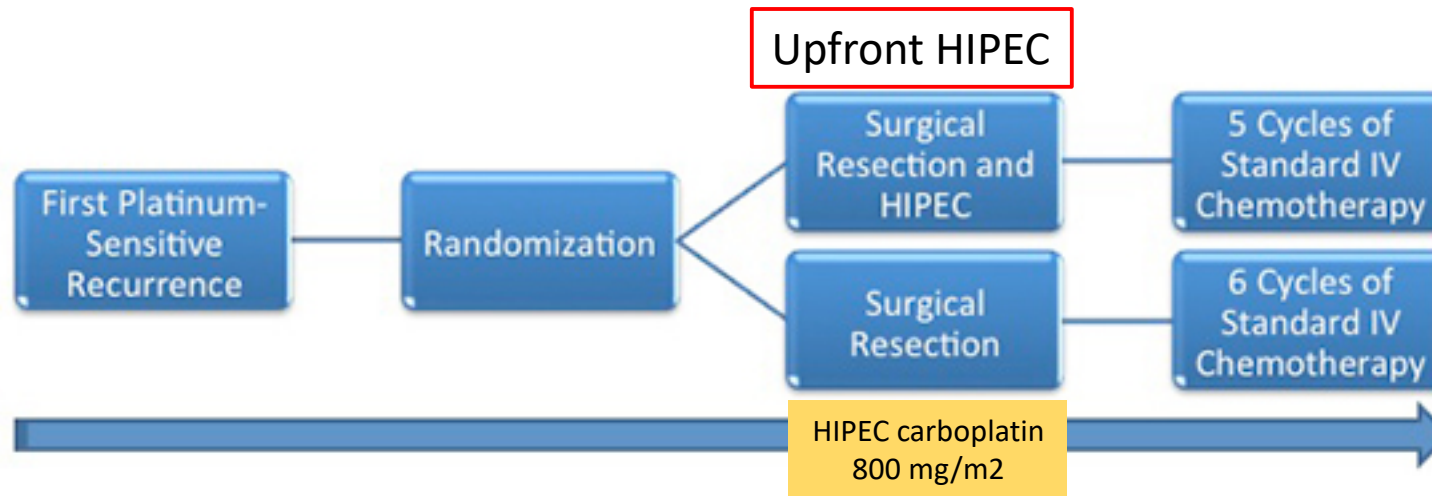 Upfront HIPEC
First Platinum-
Sensitive
Recurrence
Randomization
Surgical
Resection and
HIPEC
5 Cycles of
Standard IV
Chemotherapy
Surgical
Resection
6 Cycles of
Standard IV
Chemotherapy
HIPEC carboplatin
800 mg/m2